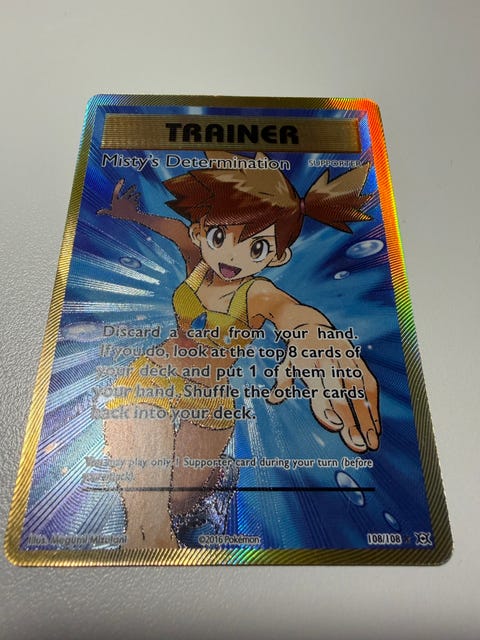 TRAINER
Misty's Determination
SUPPORTER
Discard a card from your hand.
If you do, look at the top 8 cards of
your deck and put 1 of them into
your hand. Shuffle the other cards
back into your deck.
You may play only 1 Supporter card during your turn (before
your attack).
Illus. Megumi Mizutani
©2016 Pokémon
108/108